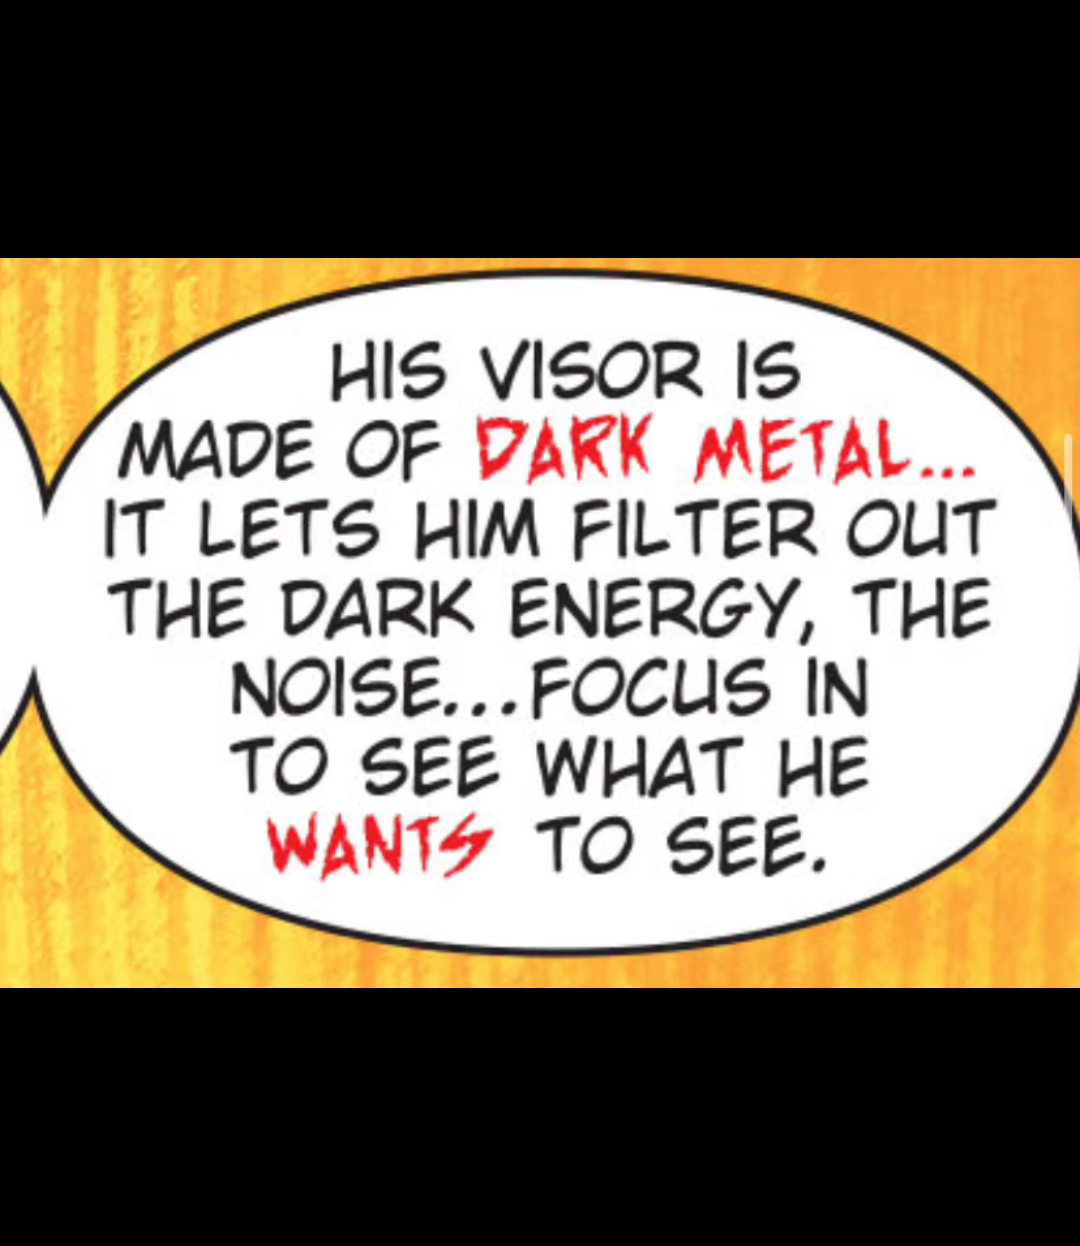 HIS VISOR IS
MADE OF DARK METAL...
IT LETS HIM FILTER OUT
THE DARK ENERGY, THE
NOISE...FOCUS IN
TO SEE WHAT HE
WANTS TO SEE.